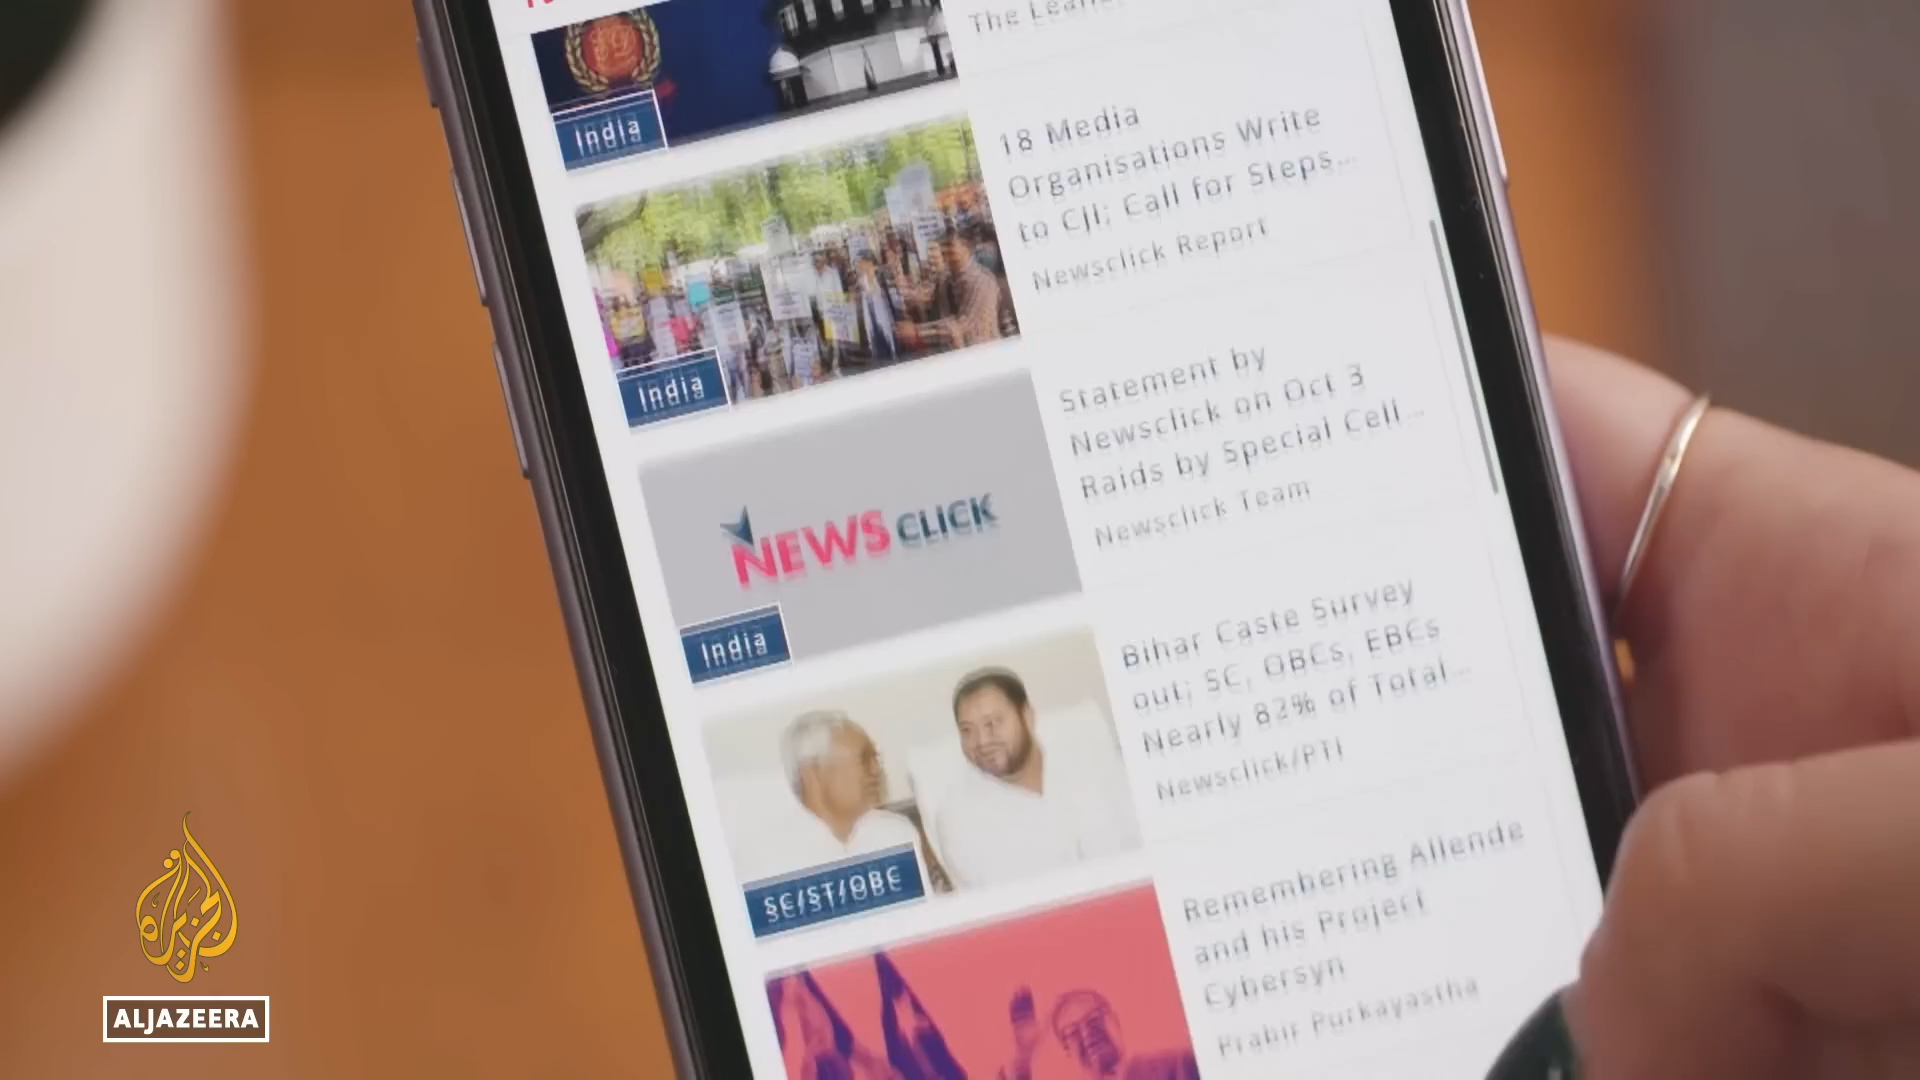 India
18 Media
Organisations Write
to CJI; Call for Steps...
Newsclick Report
India
Statement by
Newsclick on Oct 3
Raids by Special Cell...
Newsclick Team
NEWSCLICK
India
Bihar Caste Survey
out; SC, OBCs, EBCs
Nearly 82% of Total...
Newsclick/PTI
SC/ST/OBC
Remembering Allende
and his Project
Cybersyn
Prabir Purkayastha
الجزيرة
ALJAZEERA